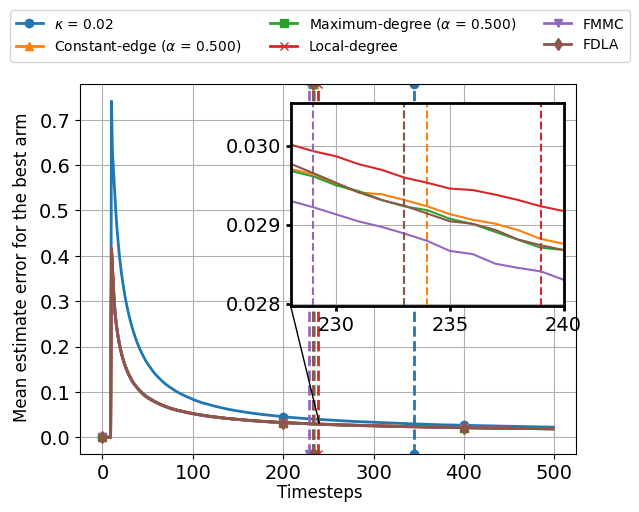 κ = 0.02
Constant-edge (α = 0.500)
Maximum-degree (α = 0.500)
Local-degree
FMMC
FDLA
Mean estimate error for the best arm
0.7
0.6
0.5
0.4
0.3
0.2
0.1
0.0
0.030
0.029
0.028
230 235 240
0 100 200 300 400 500
Timesteps